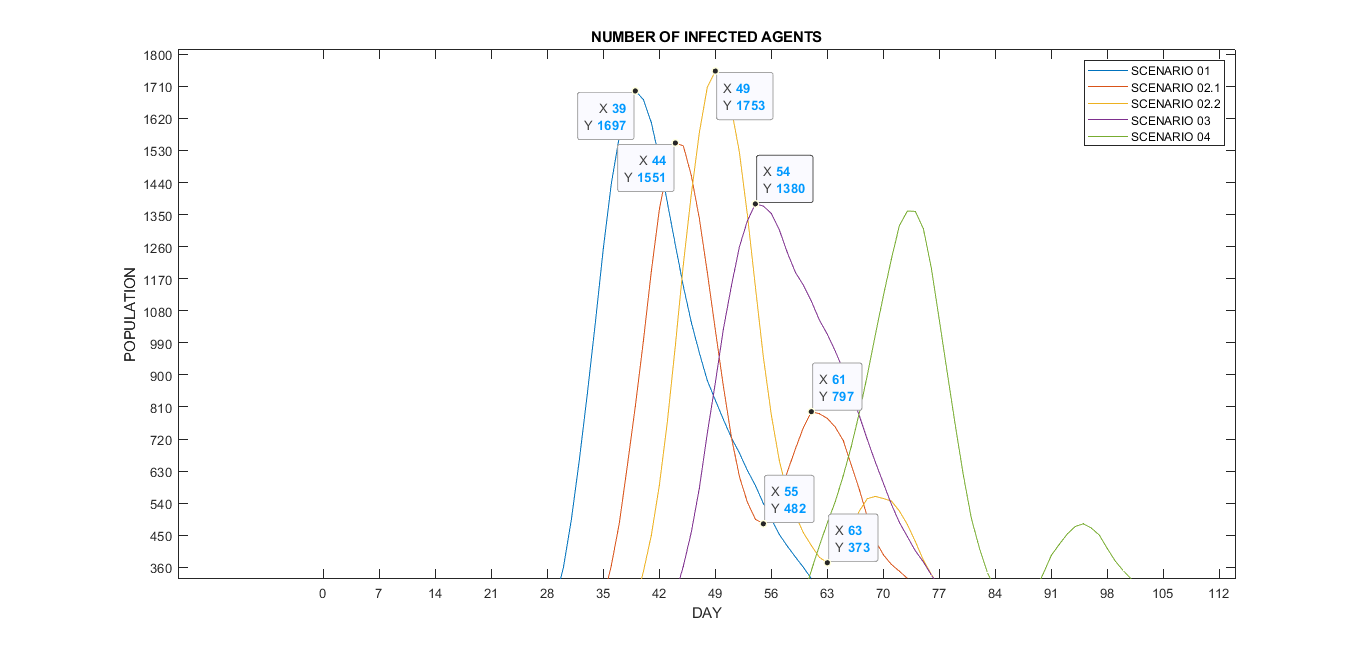 NUMBER OF INFECTED AGENTS
SCENARIO 01
SCENARIO 02.1
SCENARIO 02.2
SCENARIO 03
SCENARIO 04
POPULATION
1800
1710
1620
1530
1440
1350
1260
1170
1080
990
900
810
720
630
540
450
360
X 39
Y 1697
X 44
Y 1551
X 49
Y 1753
X 54
Y 1380
X 61
Y 797
X 55
Y 482
X 63
Y 373
0 7 14 21 28 35 42 49 56 63 70 77 84 91 98 105 112
DAY